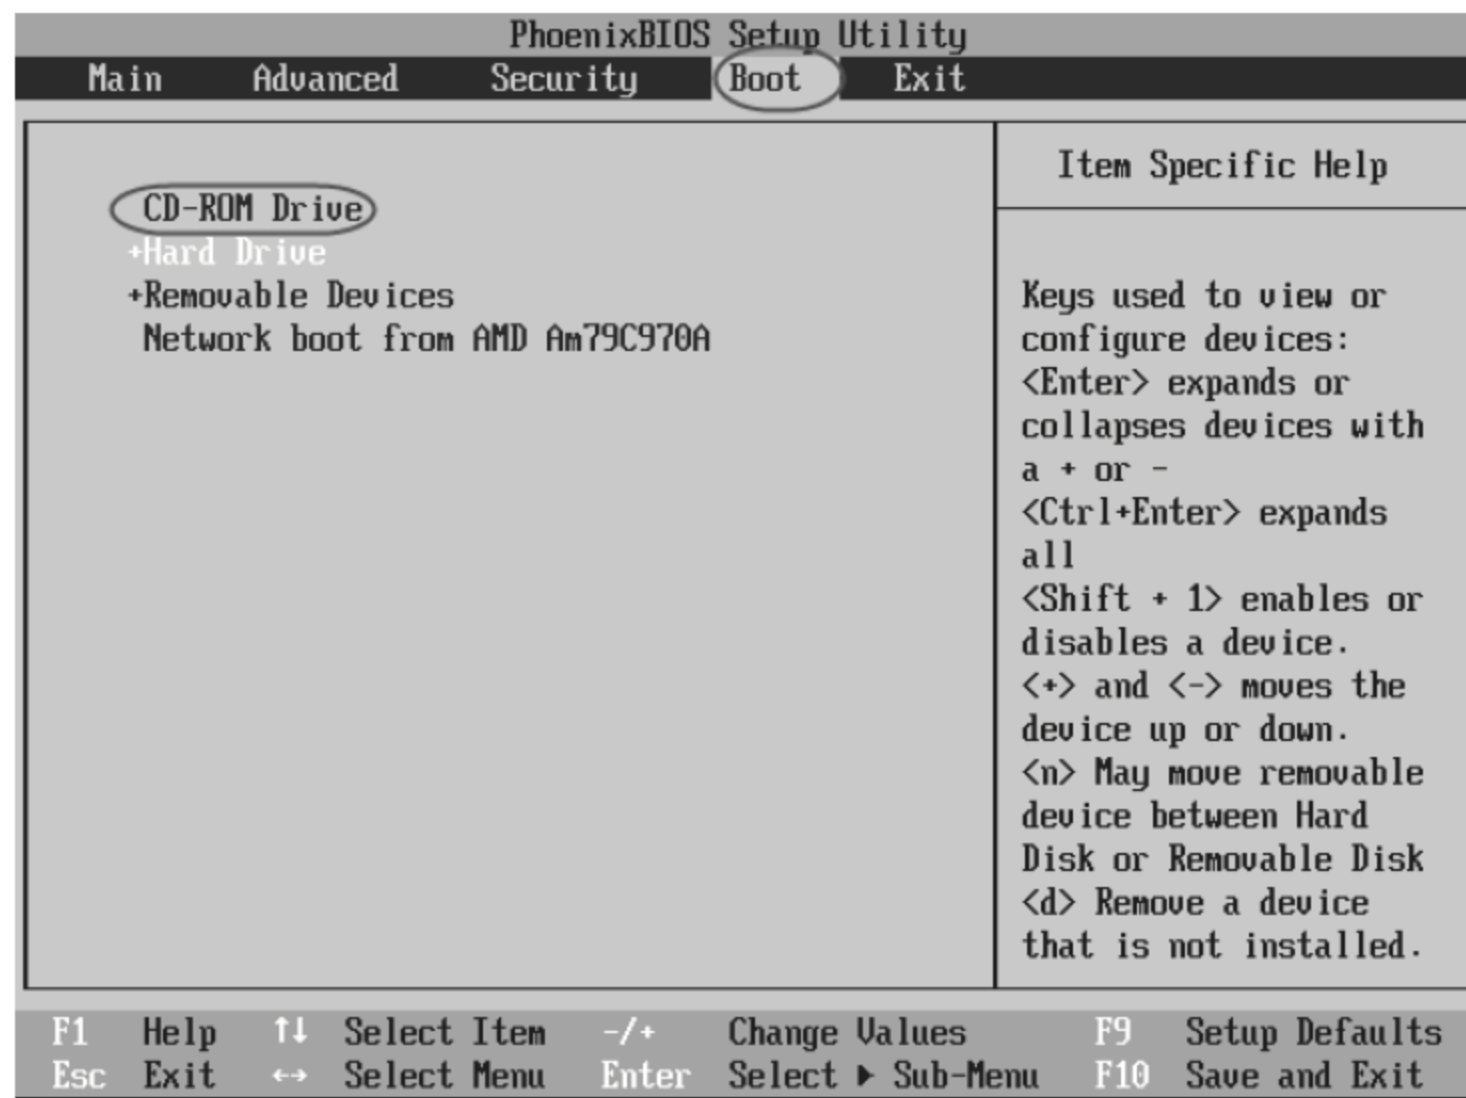 PhoenixBIOS Setup Utility
Main Advanced Security Boot Exit
CD-ROM Drive
+Hard Drive
+Removable Devices
Network boot from AMD Am79C970A
Item Specific Help
Keys used to view or
configure devices:
<Enter> expands or
collapses devices with
a + or -
<Ctrl+Enter> expands
all
<Shift + 1> enables or
disables a device.
<+> and <-> moves the
device up or down.
<n> May move removable
device between Hard
Disk or Removable Disk
<d> Remove a device
that is not installed.
F1 Help ↑↓ Select Item -/+ Change Values F9 Setup Defaults
Esc Exit ↔ Select Menu Enter Select ▶ Sub-Menu F10 Save and Exit